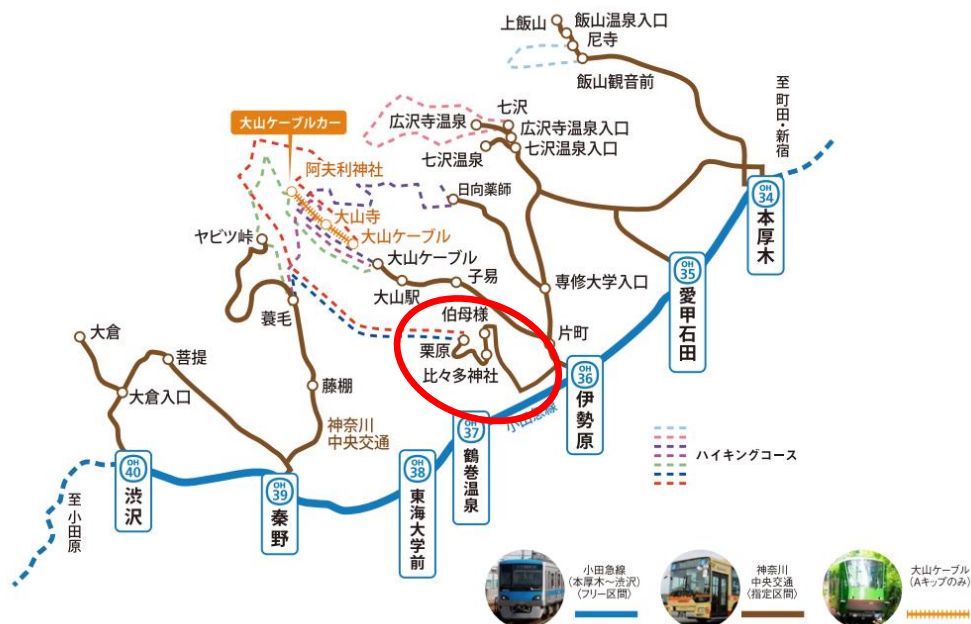 上飯山
飯山温泉入口
尼寺
飯山観音前
至 町田・新宿
大山ケーブルカー
広沢寺温泉
七沢
広沢寺温泉入口
七沢温泉
七沢温泉入口
阿夫利神社
大山寺
大山ケーブル
日向薬師
OH
34
本厚木
ヤビツ峠
大山ケーブル
大山駅
子易
専修大学入口
OH
35
愛甲石田
蓑毛
伯母様
栗原
比々多神社
片町
OH
36
伊勢原
大倉
菩提
大倉入口
藤棚
神奈川
中央交通
小田急線
OH
37
鶴巻温泉
OH
38
東海大学前
OH
39
秦野
OH
40
渋沢
至 小田原
ハイキングコース
小田急線
(本厚木〜渋沢)
(フリー区間)
神奈川
中央交通
(指定区間)
大山ケーブル
(Aキップのみ)